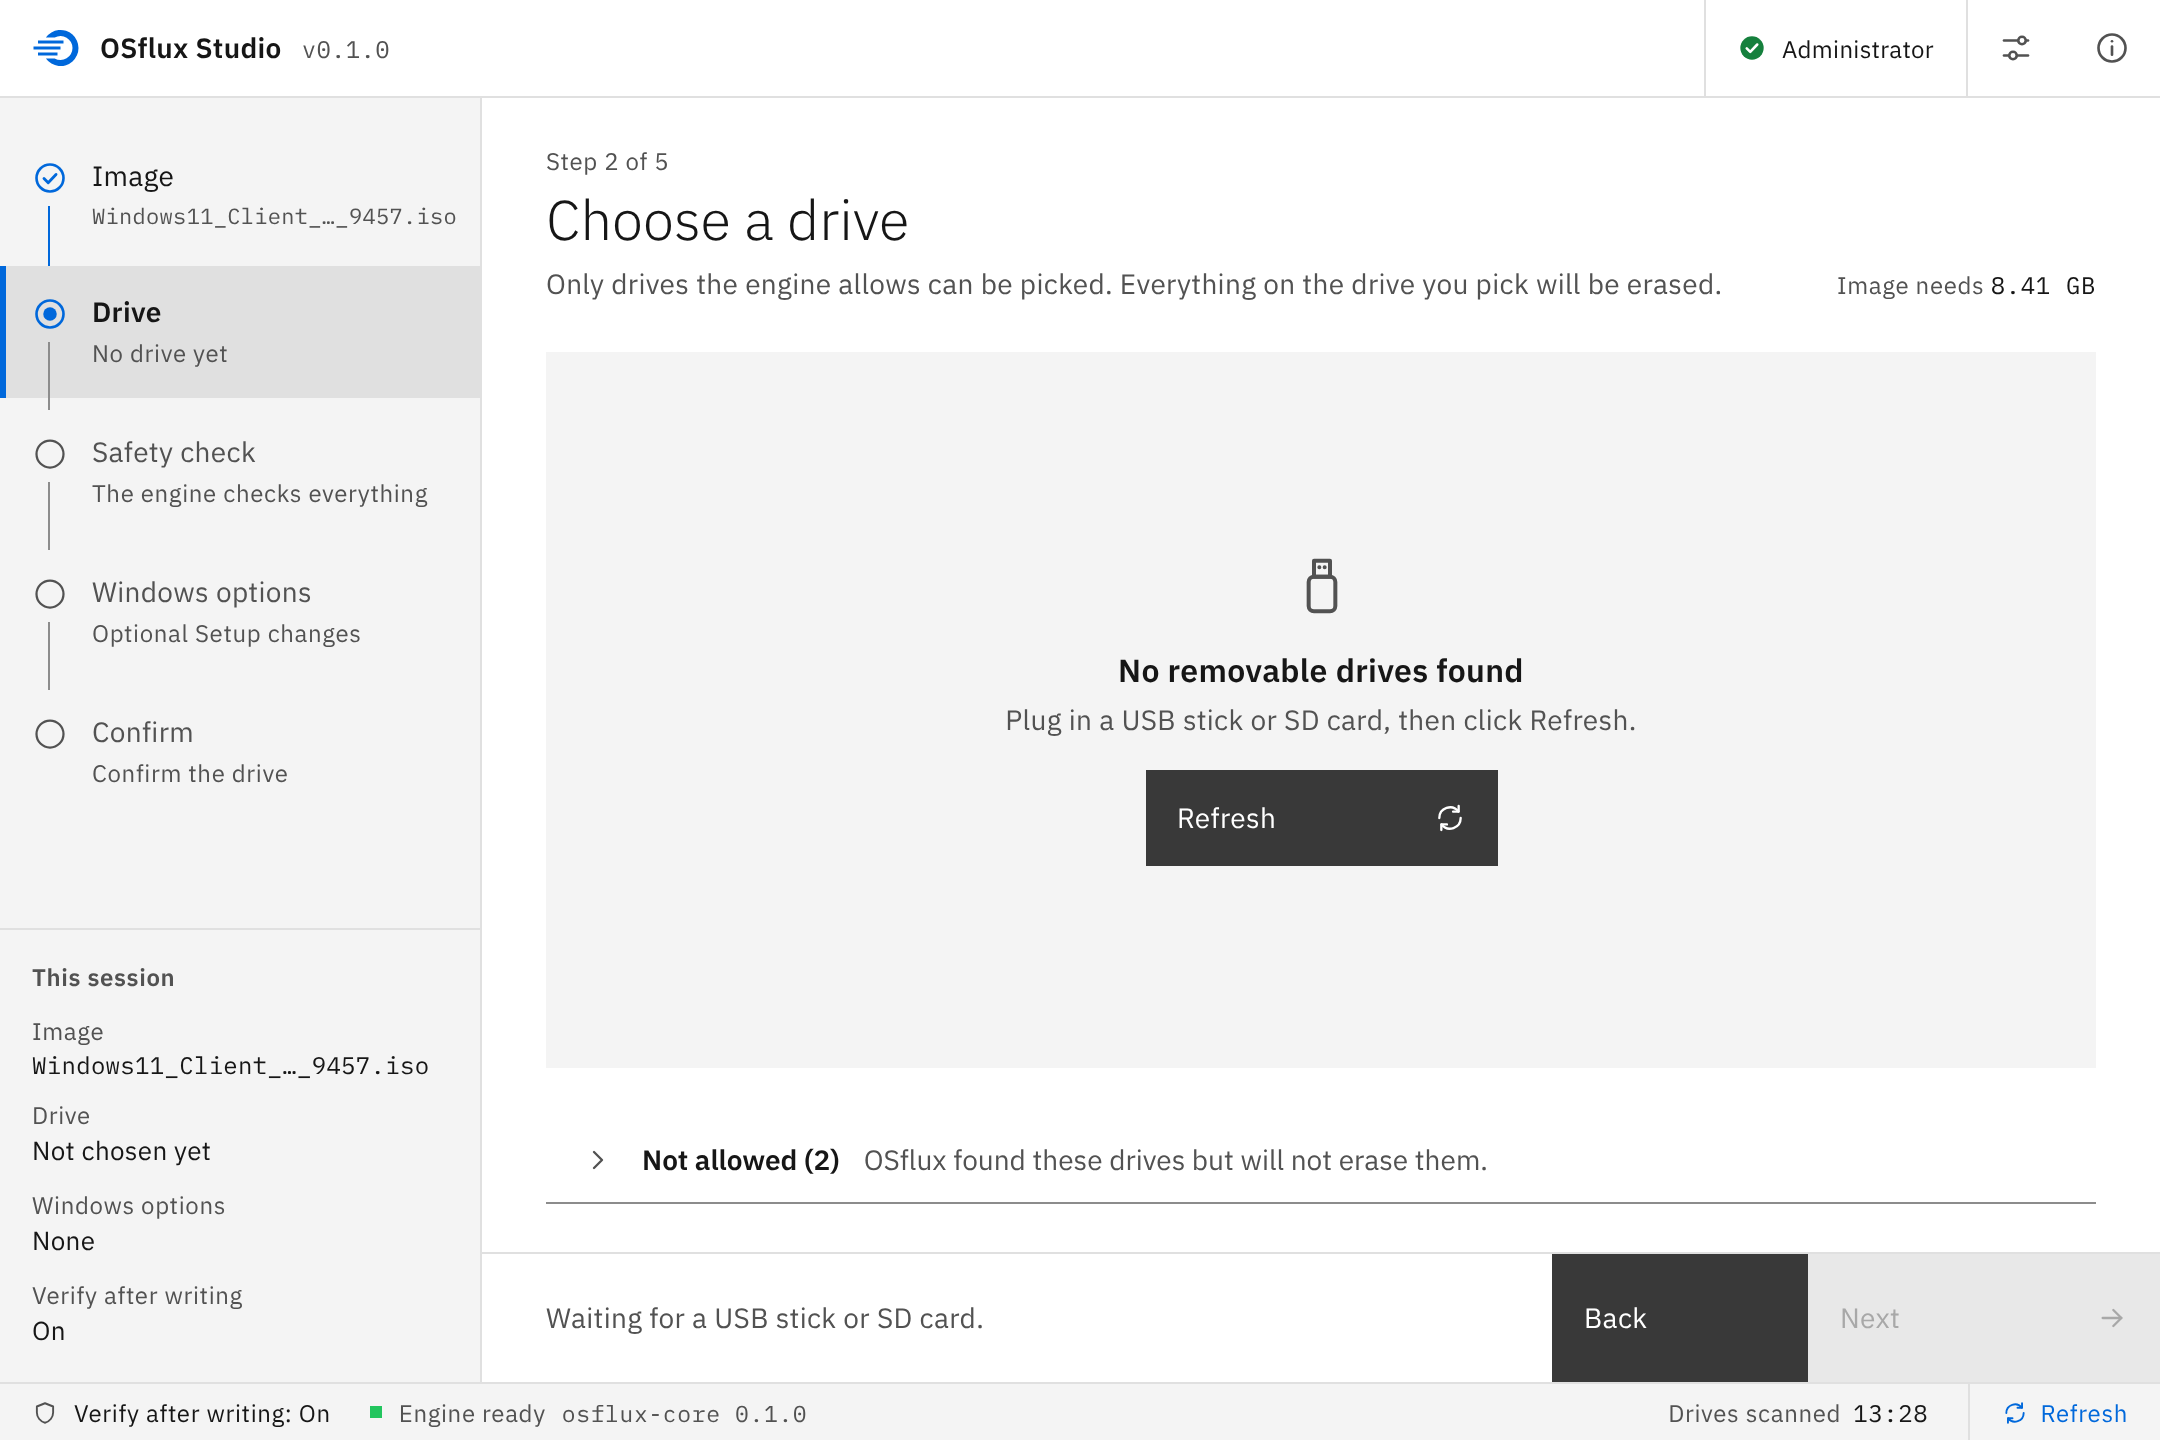 OSflux Studio v0.1.0
Administrator
Image
Windows11_Client_…_9457.iso
Drive
No drive yet
Safety check
The engine checks everything
Windows options
Optional Setup changes
Confirm
Confirm the drive
This session
Image
Windows11_Client_…_9457.iso
Drive
Not chosen yet
Windows options
None
Verify after writing
On
Step 2 of 5
Choose a drive
Only drives the engine allows can be picked. Everything on the drive you pick will be erased.
Image needs 8.41 GB
No removable drives found
Plug in a USB stick or SD card, then click Refresh.
Refresh
Not allowed (2) OSflux found these drives but will not erase them.
Waiting for a USB stick or SD card.
Back
Next
Verify after writing: On
Engine ready osflux-core 0.1.0
Drives scanned 13:28
Refresh